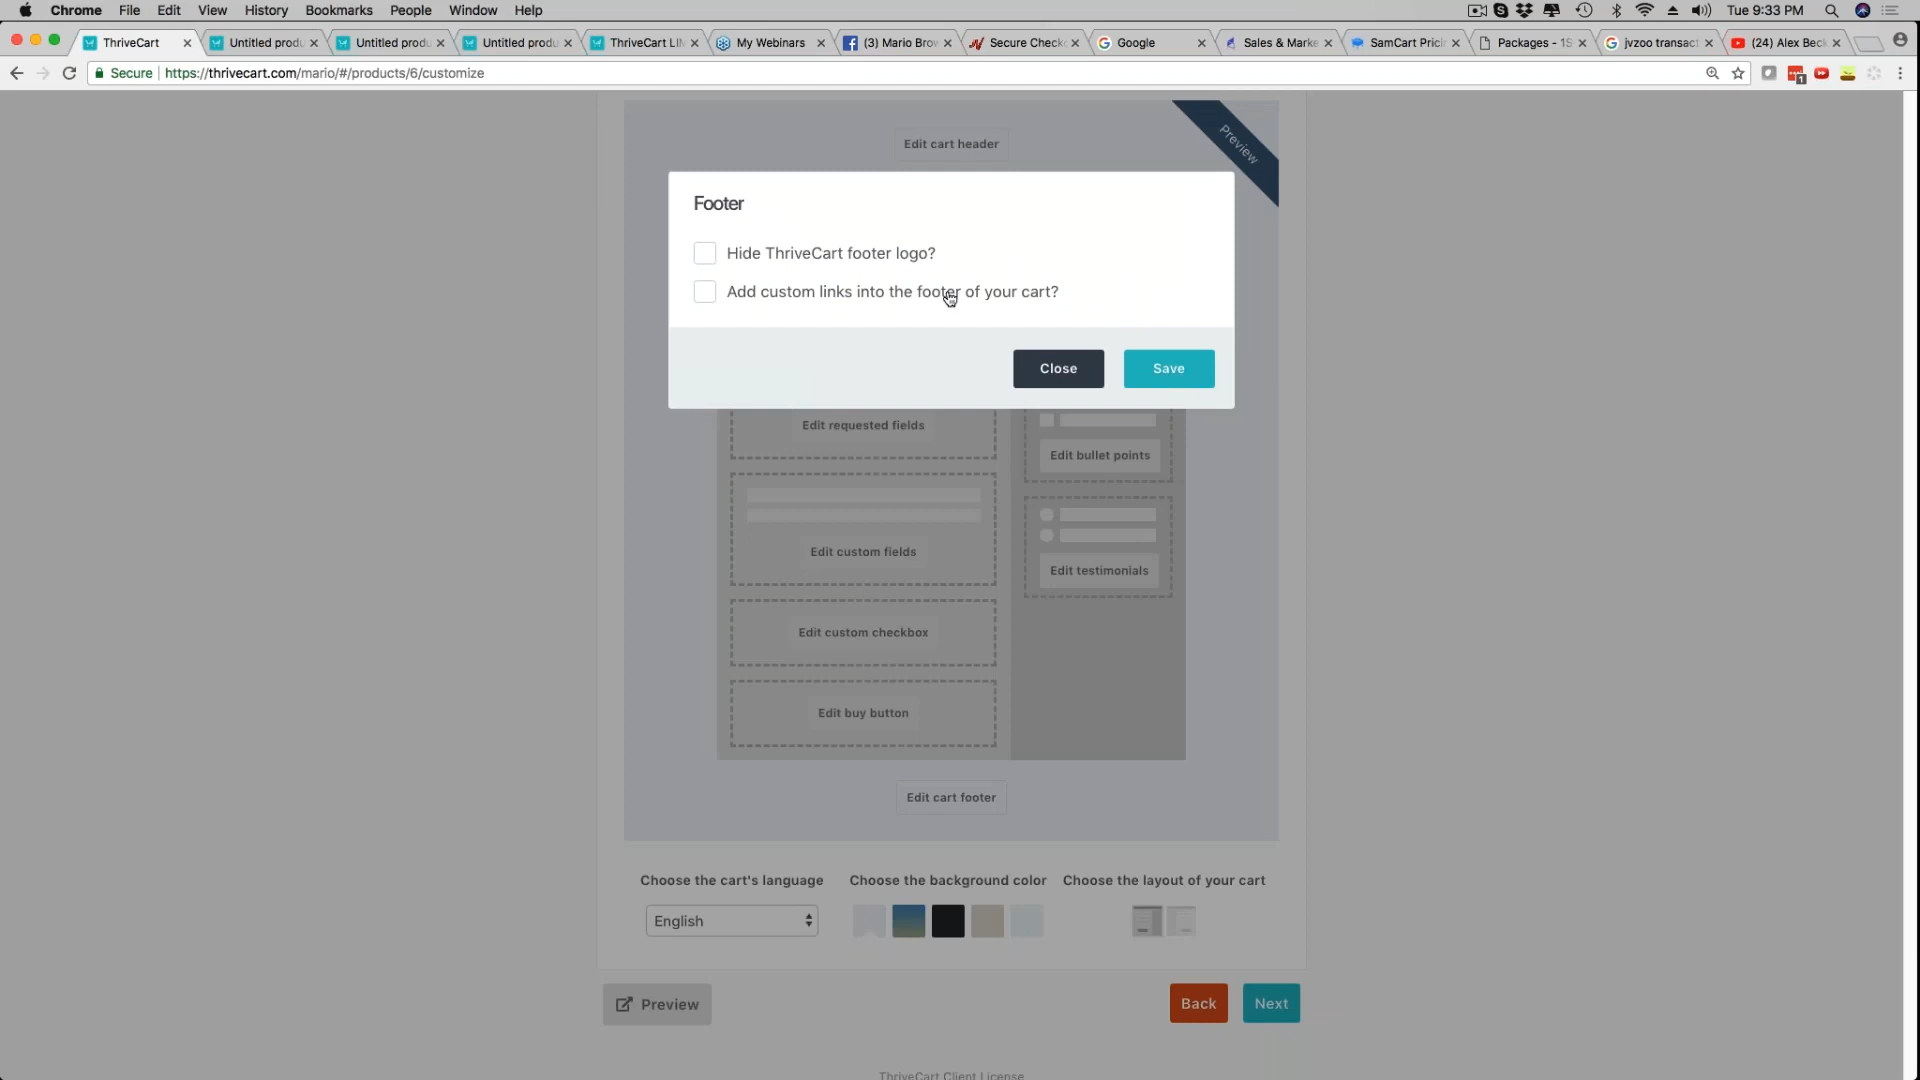 Chrome File Edit View History Bookmarks People Window Help Tue 9:33 PM
ThriveCart Untitled produ Untitled produ Untitled produ ThriveCart LIM My Webinars (3) Mario Brow Secure Check Google Sales & Marke SamCart Pricin Packages - 1S jvzoo transact (24) Alex Beck
Secure https://thrivecart.com/mario/#/products/6/customize 1
Edit cart header
Preview
Footer
Hide ThriveCart footer logo?
Add custom links into the footer of your cart?
Close Save
Edit requested fields
Edit bullet points
Edit custom fields
Edit testimonials
Edit custom checkbox
Edit buy button
Edit cart footer
Choose the cart's language Choose the background color Choose the layout of your cart
English
Preview Back Next
ThriveCart Client License